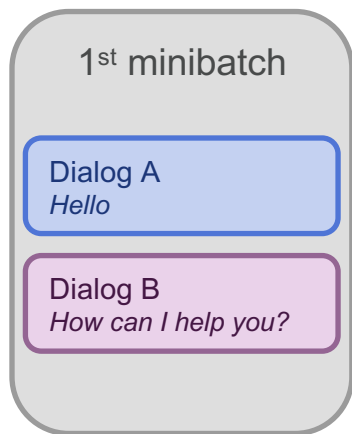 1st minibatch
Dialog A
Hello
Dialog B
How can I help you?